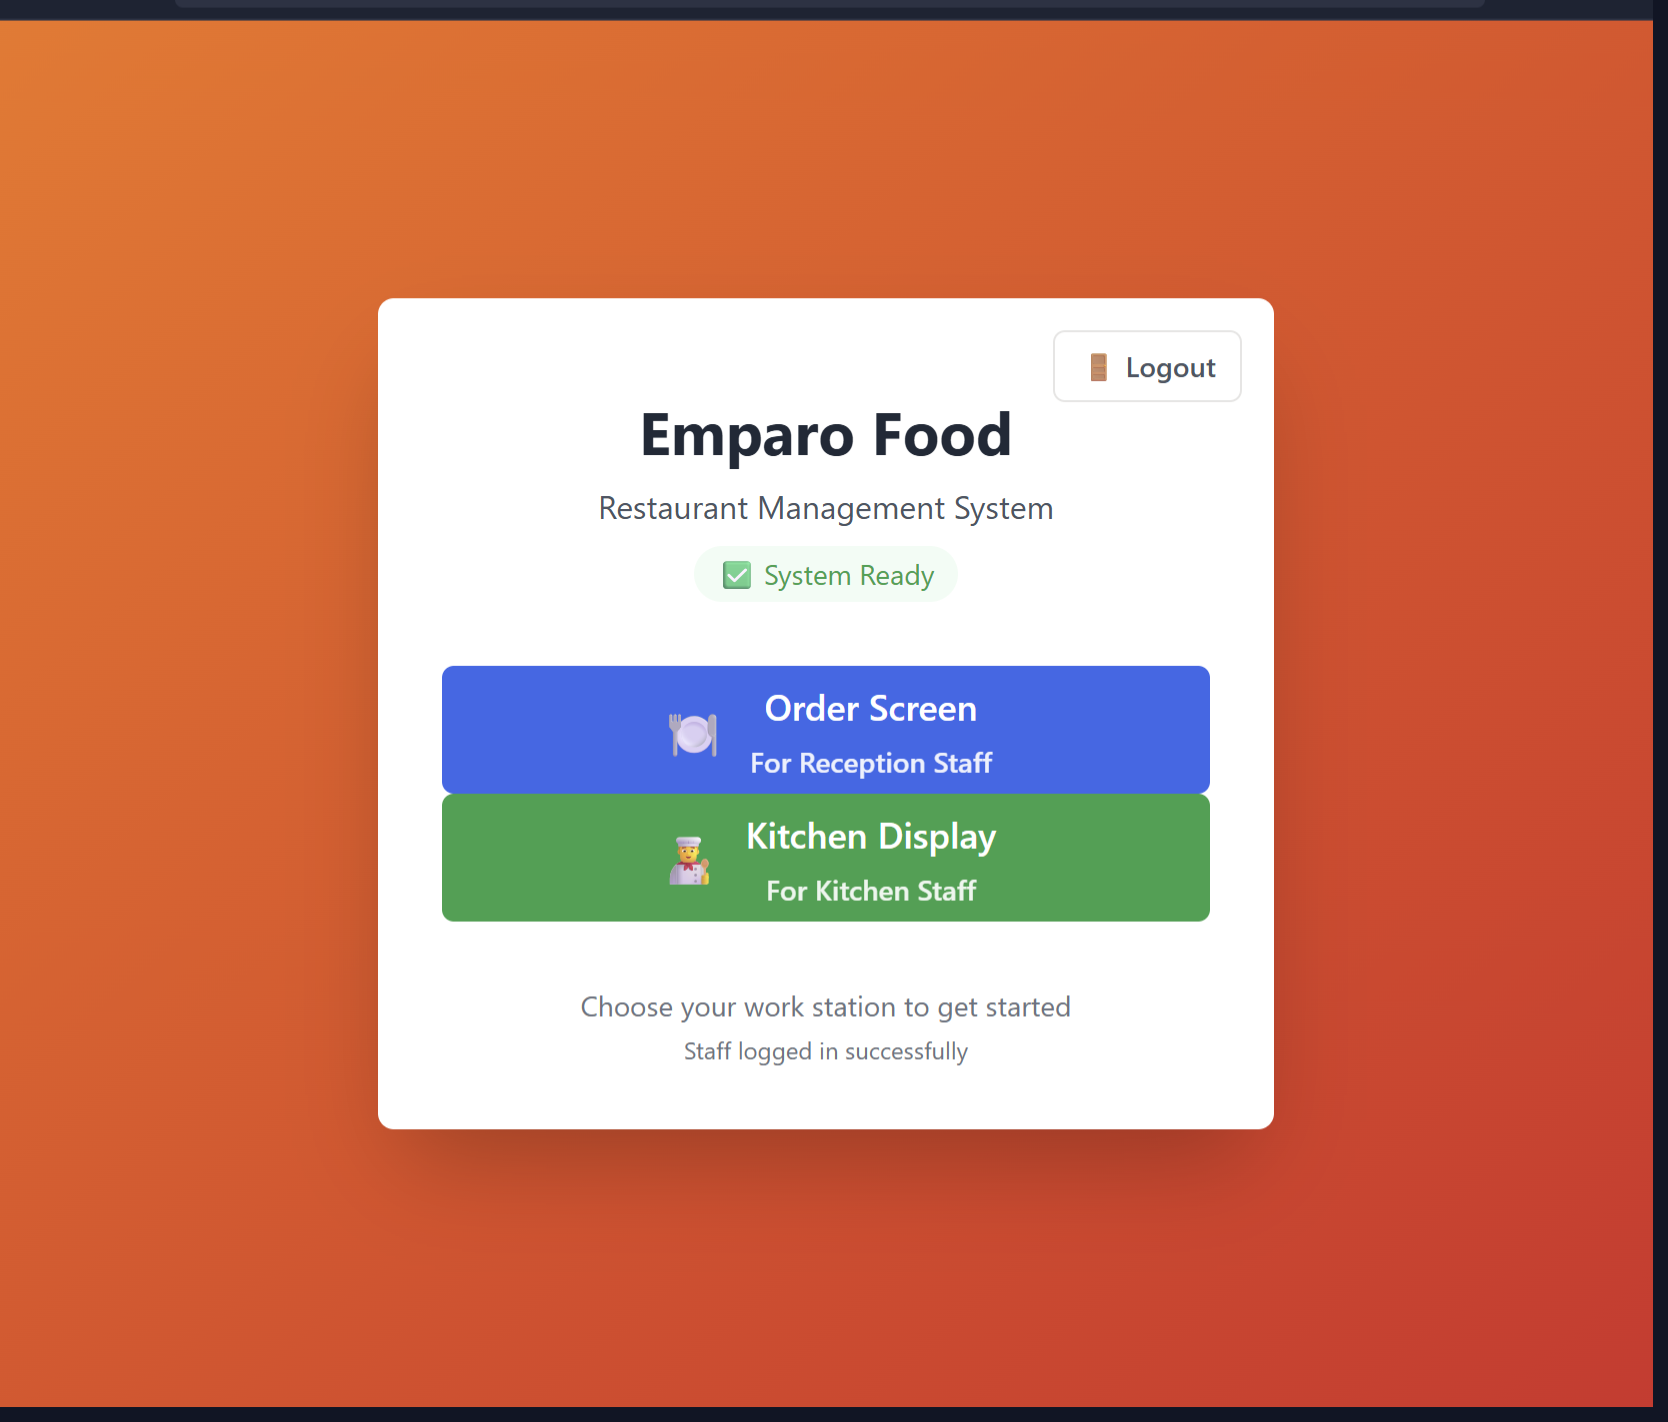 Logout
Emparo Food
Restaurant Management System
System Ready
Order Screen
For Reception Staff
Kitchen Display
For Kitchen Staff
Choose your work station to get started
Staff logged in successfully